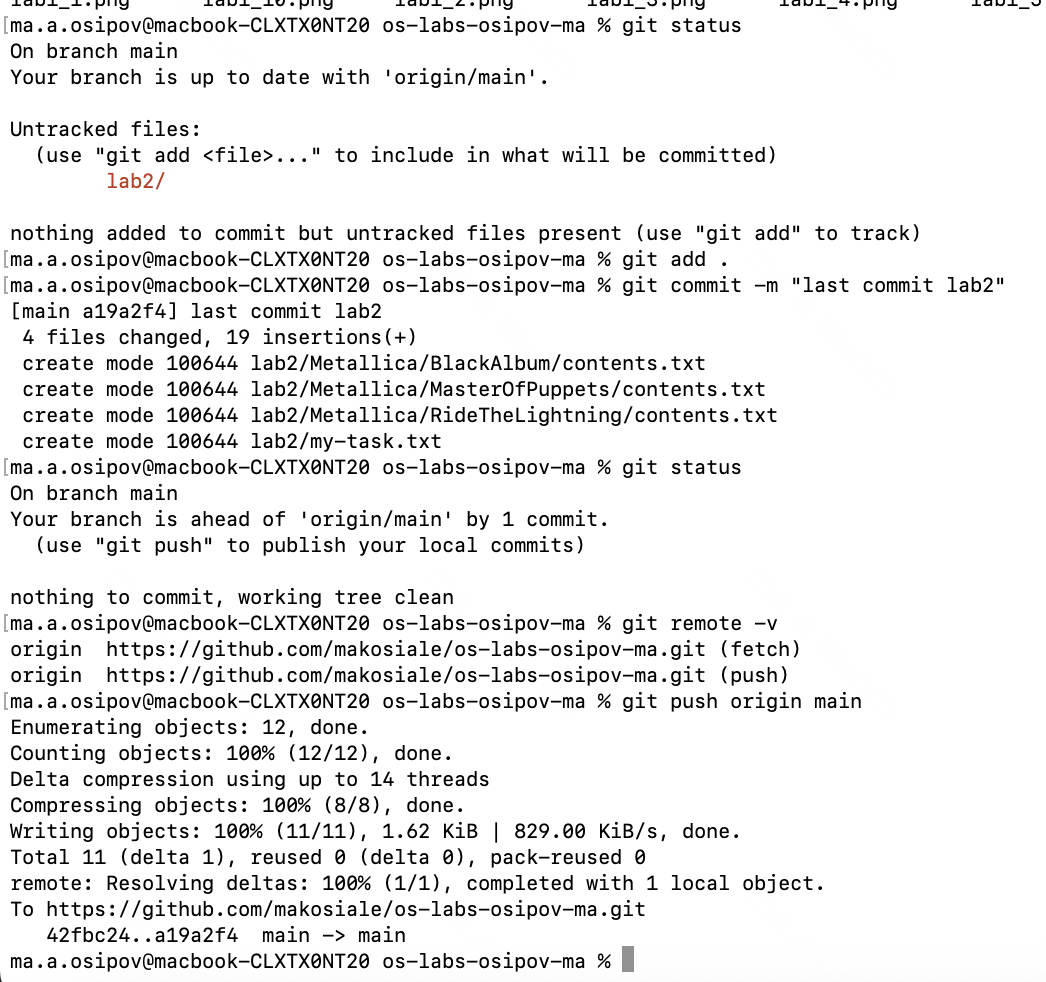 lab1_1.png lab1_10.png lab1_2.png lab1_3.png lab1_4.png lab1_5
[ma.a.osipov@macbook-CLXTX0NT20 os-labs-osipov-ma % git status
On branch main
Your branch is up to date with 'origin/main'.
Untracked files:
  (use "git add <file>..." to include in what will be committed)
        lab2/
nothing added to commit but untracked files present (use "git add" to track)
[ma.a.osipov@macbook-CLXTX0NT20 os-labs-osipov-ma % git add .
[ma.a.osipov@macbook-CLXTX0NT20 os-labs-osipov-ma % git commit -m "last commit lab2"
[main a19a2f4] last commit lab2
 4 files changed, 19 insertions(+)
 create mode 100644 lab2/Metallica/BlackAlbum/contents.txt
 create mode 100644 lab2/Metallica/MasterOfPuppets/contents.txt
 create mode 100644 lab2/Metallica/RideTheLightning/contents.txt
 create mode 100644 lab2/my-task.txt
[ma.a.osipov@macbook-CLXTX0NT20 os-labs-osipov-ma % git status
On branch main
Your branch is ahead of 'origin/main' by 1 commit.
  (use "git push" to publish your local commits)
nothing to commit, working tree clean
[ma.a.osipov@macbook-CLXTX0NT20 os-labs-osipov-ma % git remote -v
origin  https://github.com/makosiale/os-labs-osipov-ma.git (fetch)
origin  https://github.com/makosiale/os-labs-osipov-ma.git (push)
[ma.a.osipov@macbook-CLXTX0NT20 os-labs-osipov-ma % git push origin main
Enumerating objects: 12, done.
Counting objects: 100% (12/12), done.
Delta compression using up to 14 threads
Compressing objects: 100% (8/8), done.
Writing objects: 100% (11/11), 1.62 KiB | 829.00 KiB/s, done.
Total 11 (delta 1), reused 0 (delta 0), pack-reused 0
remote: Resolving deltas: 100% (1/1), completed with 1 local object.
To https://github.com/makosiale/os-labs-osipov-ma.git
   42fbc24..a19a2f4  main -> main
ma.a.osipov@macbook-CLXTX0NT20 os-labs-osipov-ma %